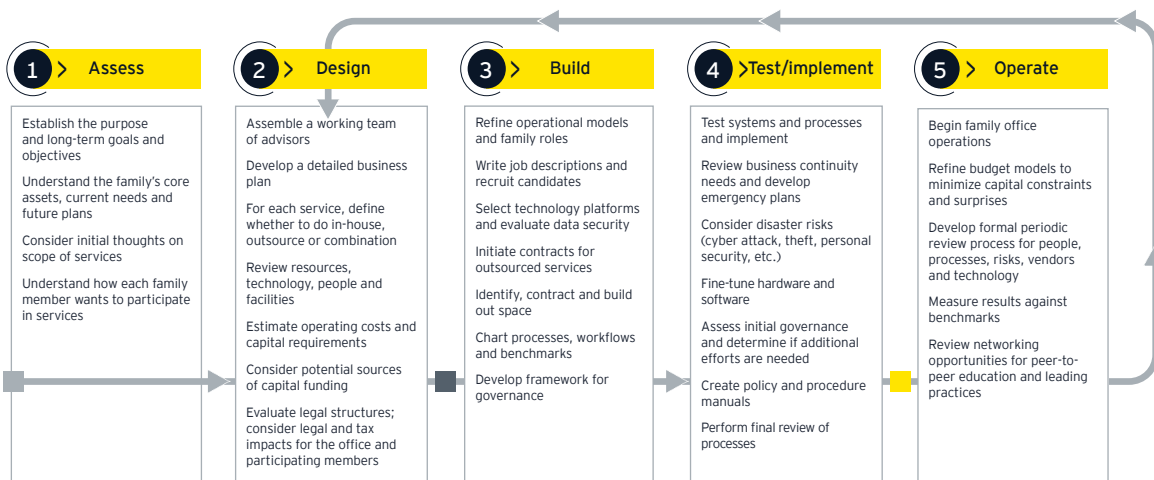 1 > Assess
Establish the purpose
and long-term goals and
objectives
Understand the family’s core
assets, current needs and
future plans
Consider initial thoughts on
scope of services
Understand how each family
member wants to participate
in services
2 > Design
Assemble a working team
of advisors
Develop a detailed business
plan
For each service, define
whether to do in-house,
outsource or combination
Review resources,
technology, people and
facilities
Estimate operating costs and
capital requirements
Consider potential sources
of capital funding
Evaluate legal structures;
consider legal and tax
impacts for the office and
participating members
3 > Build
Refine operational models
and family roles
Write job descriptions and
recruit candidates
Select technology platforms
and evaluate data security
Initiate contracts for
outsourced services
Identify, contract and build
out space
Chart processes, workflows
and benchmarks
Develop framework for
governance
4 >Test/implement
Test systems and processes
and implement
Review business continuity
needs and develop
emergency plans
Consider disaster risks
(cyber attack, theft, personal
security, etc.)
Fine-tune hardware and
software
Assess initial governance
and determine if additional
efforts are needed
Create policy and procedure
manuals
Perform final review of
processes
5 > Operate
Begin family office
operations
Refine budget models to
minimize capital constraints
and surprises
Develop formal periodic
review process for people,
processes, risks, vendors
and technology
Measure results against
benchmarks
Review networking
opportunities for peer-to-
peer education and leading
practices